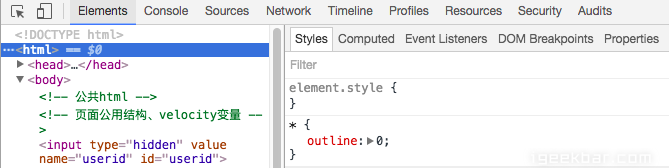 Elements Console Sources Network Timeline Profiles Resources Security Audits
<!DOCTYPE html>
···<html> == $0
<head>…</head>
<body>
<!-- 公共html -->
<!-- 页面公用结构、velocity变量 --
>
<input type="hidden" value
name="userid" id="userid">
Styles Computed Event Listeners DOM Breakpoints Properties
Filter
element.style {
}
* {
outline: 0;
}
igeekbar.com